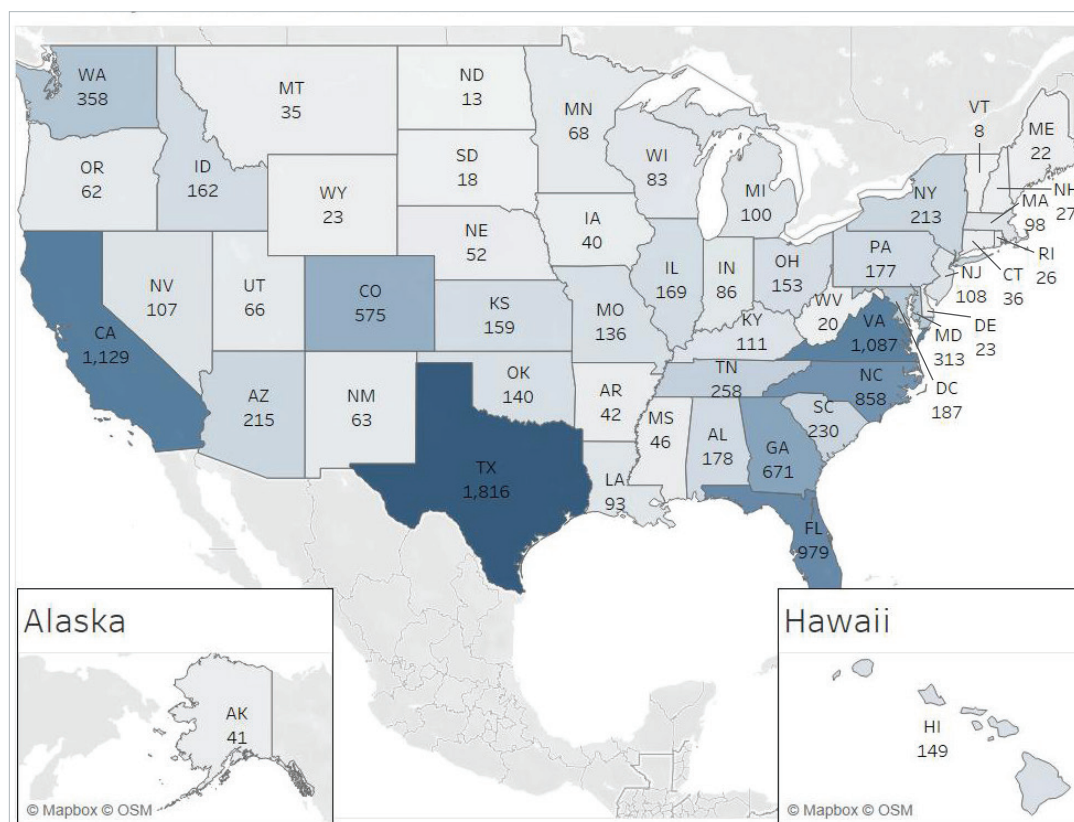 WA
358
MT
35
ND
13
MN
68
VT
8
ME
22
OR
62
ID
162
WY
23
SD
18
WI
83
MI
100
NY
213
NH
27
MA
98
NE
52
IA
40
PA
177
RI
26
NV
107
UT
66
CO
575
KS
159
MO
136
IL
169
IN
86
OH
153
WV
20
NJ
108
CT
36
CA
1,129
KY
111
VA
1,087
MD
313
DE
23
AZ
215
NM
63
OK
140
AR
42
TN
258
NC
858
DC
187
MS
46
AL
178
GA
671
SC
230
TX
1,816
LA
93
FL
979
Alaska
AK
41
© Mapbox © OSM
Hawaii
HI
149
© Mapbox © OSM